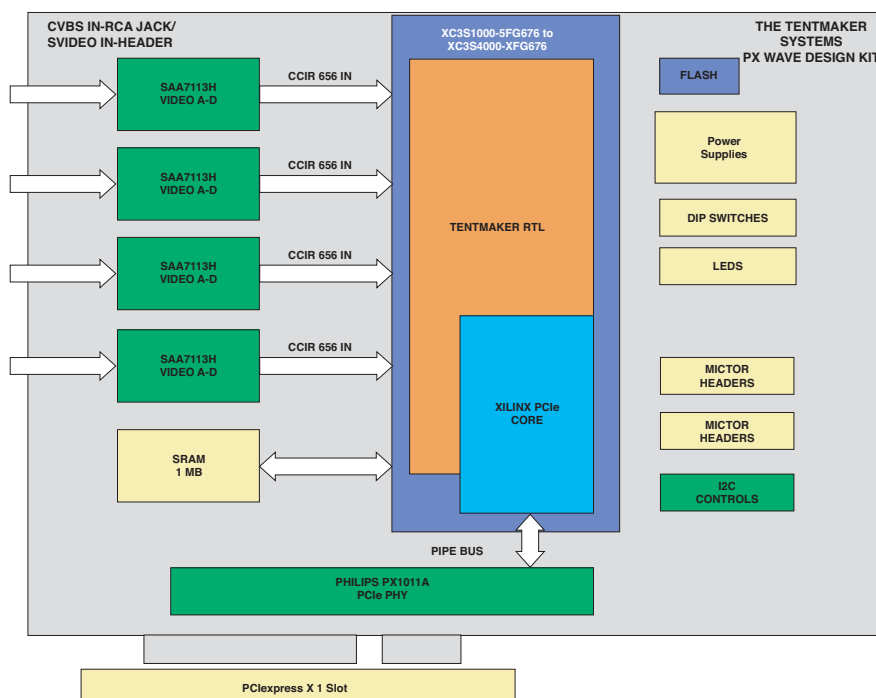 CVBS IN-RCA JACK/
SVIDEO IN-HEADER
XC3S1000-5FG676 to
XC3S4000-XFG676
THE TENTMAKER
SYSTEMS
PX WAVE DESIGN KIT
SAA7113H
VIDEO A-D
CCIR 656 IN
SAA7113H
VIDEO A-D
CCIR 656 IN
SAA7113H
VIDEO A-D
CCIR 656 IN
SAA7113H
VIDEO A-D
CCIR 656 IN
SRAM
1 MB
TENTMAKER RTL
XILINX PCIe
CORE
FLASH
Power
Supplies
DIP SWITCHES
LEDS
MICTOR
HEADERS
MICTOR
HEADERS
I2C
CONTROLS
PIPE BUS
PHILIPS PX1011A
PCIe PHY
PCIexpress X 1 Slot